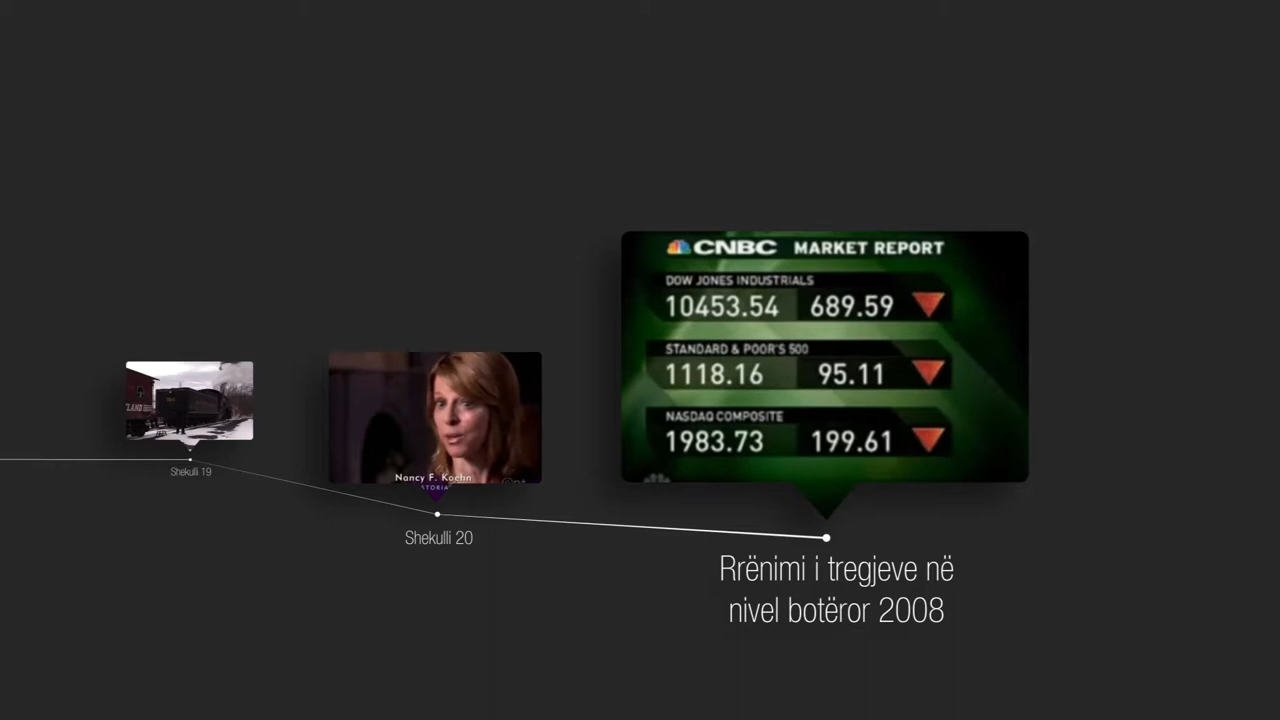 CNBC MARKET REPORT
DOW JONES INDUSTRIALS
10453.54 689.59
STANDARD & POOR'S 500
1118.16 95.11
NASDAQ COMPOSITE
1983.73 199.61
Nancy F. Koehn
Shekulli 19
Shekulli 20
Rrënimi i tregjeve në
nivel botëror 2008